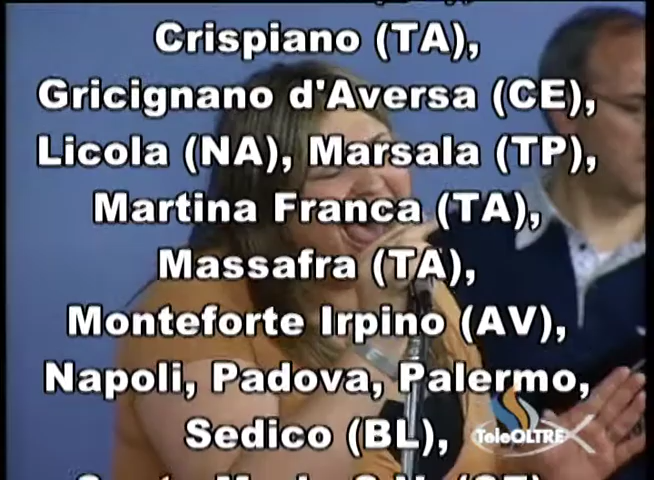 Crispiano (TA),
Gricignano d'Aversa (CE),
Licola (NA), Marsala (TP),
Martina Franca (TA),
Massafra (TA),
Monteforte Irpino (AV),
Napoli, Padova, Palermo,
Sedico (BL),
TeleOLTRE